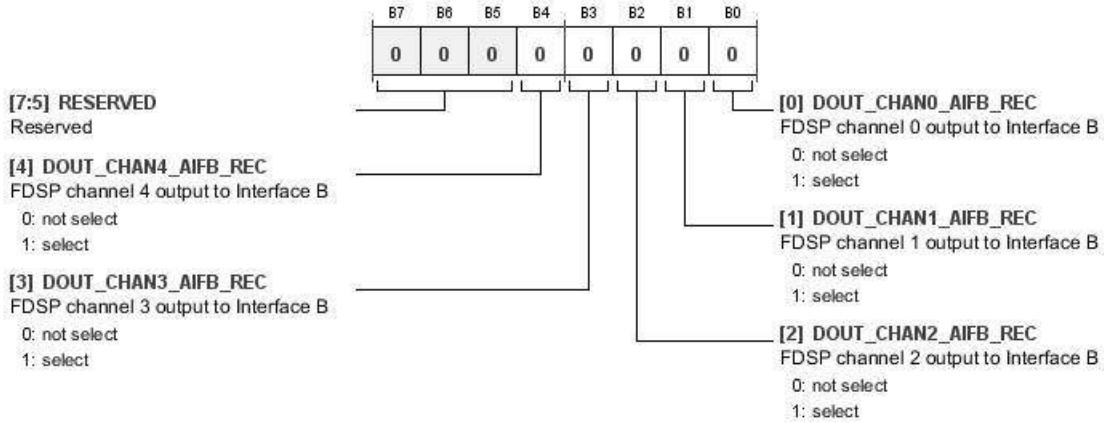 B7 B6 B5 B4 B3 B2 B1 B0
0 0 0 0 0 0 0 0
[7:5] RESERVED
Reserved
[4] DOUT_CHAN4_AIFB_REC
FDSP channel 4 output to Interface B
0: not select
1: select
[3] DOUT_CHAN3_AIFB_REC
FDSP channel 3 output to Interface B
0: not select
1: select
[0] DOUT_CHAN0_AIFB_REC
FDSP channel 0 output to Interface B
0: not select
1: select
[1] DOUT_CHAN1_AIFB_REC
FDSP channel 1 output to Interface B
0: not select
1: select
[2] DOUT_CHAN2_AIFB_REC
FDSP channel 2 output to Interface B
0: not select
1: select